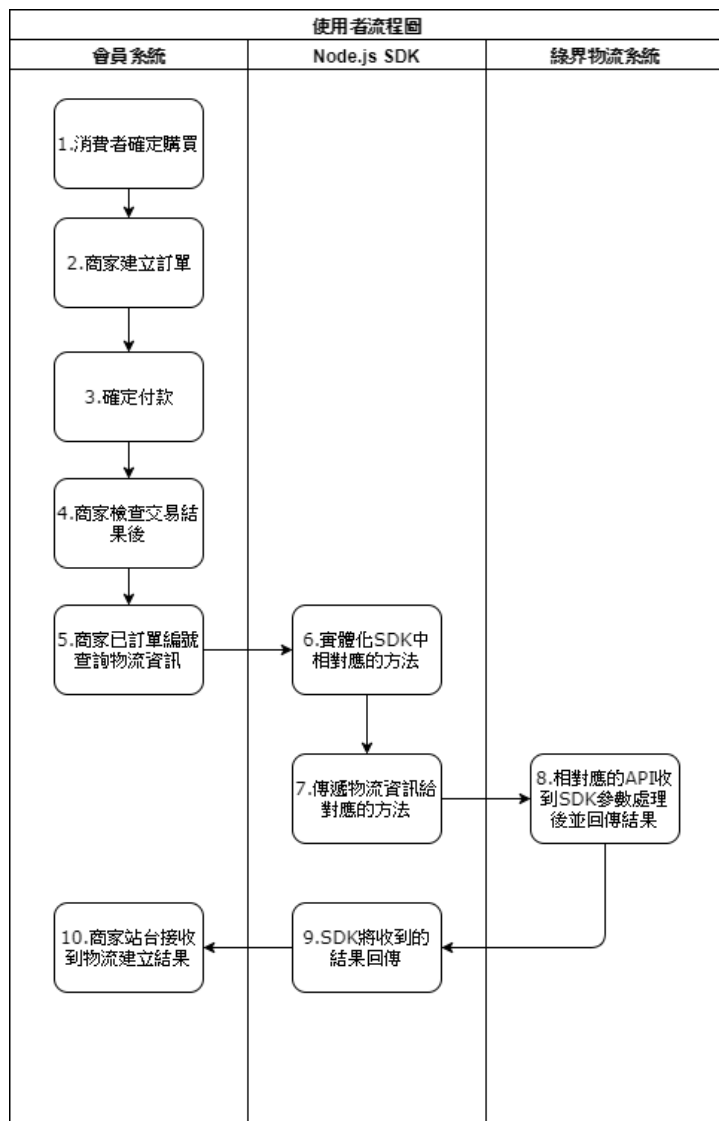 使用者流程圖
會員系統
Node.js SDK
綠界物流系統
1.消費者確定購買
2.商家建立訂單
3.確定付款
4.商家檢查交易結
果後
5.商家已訂單編號
查詢物流資訊
6.實體化SDK中
相對應的方法
7.傳遞物流資訊給
對應的方法
8.相對應的API收
到SDK參數處理
後並回傳結果
9.SDK將收到的
結果回傳
10.商家站台接收
到物流建立結果